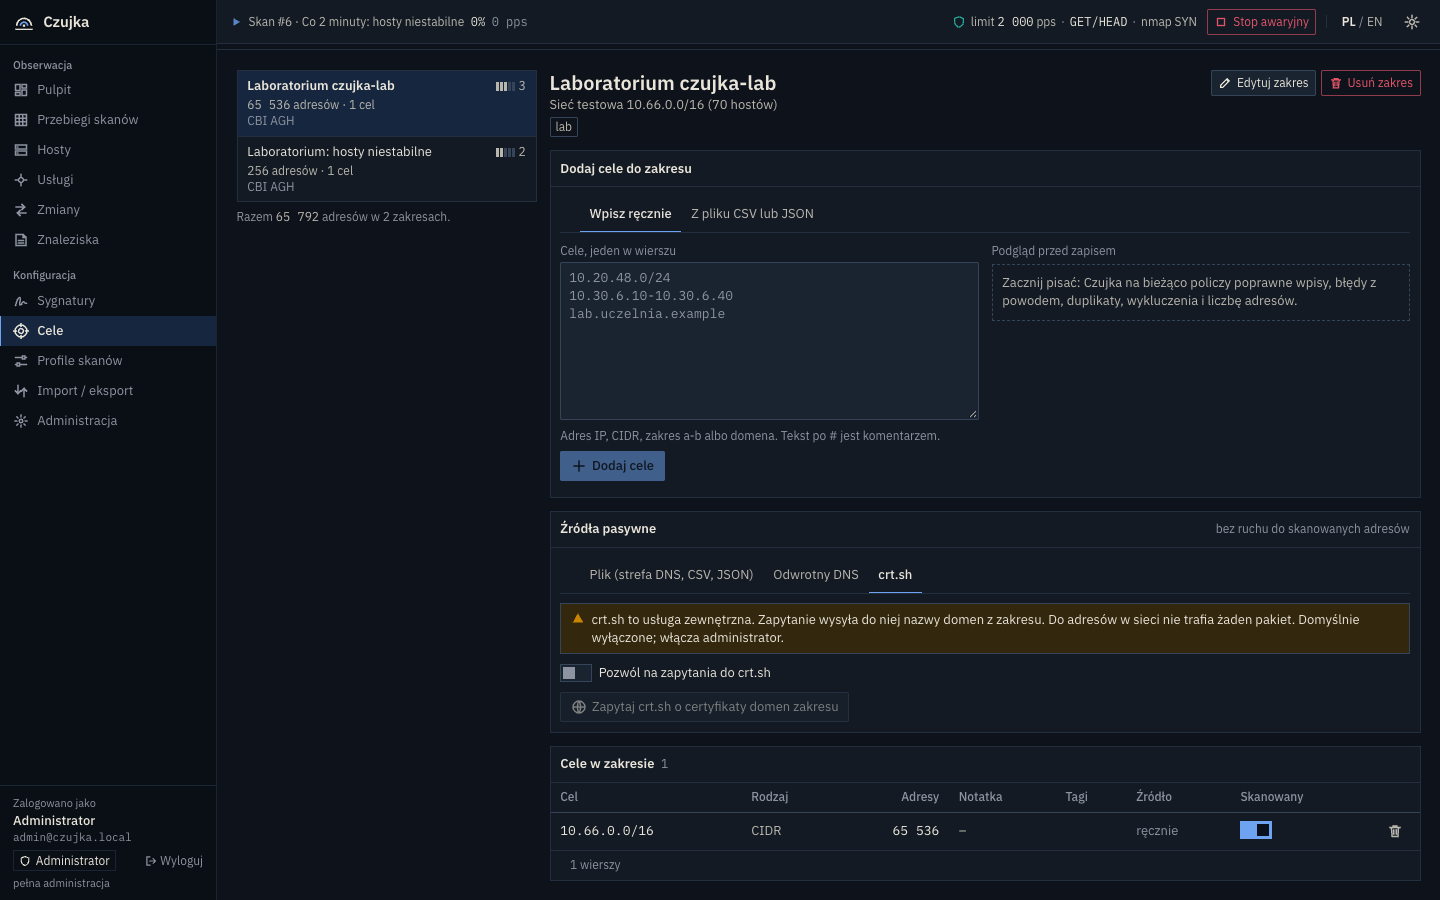 Czujka
Skan #6 · Co 2 minuty: hosty niestabilne 0% 0 pps
limit 2 000 pps · GET/HEAD · nmap SYN
Stop awaryjny
PL / EN
Obserwacja
Pulpit
Przebiegi skanów
Hosty
Usługi
Zmiany
Znaleziska
Konfiguracja
Sygnatury
Cele
Profile skanów
Import / eksport
Administracja
Zalogowano jako
Administrator
admin@czujka.local
Administrator
Wyloguj
pełna administracja
Laboratorium czujka-lab 3
65 536 adresów · 1 cel
CBI AGH
Laboratorium: hosty niestabilne 2
256 adresów · 1 cel
CBI AGH
Razem 65 792 adresów w 2 zakresach.
Laboratorium czujka-lab
Sieć testowa 10.66.0.0/16 (70 hostów)
lab
Edytuj zakres
Usuń zakres
Dodaj cele do zakresu
Wpisz ręcznie
Z pliku CSV lub JSON
Cele, jeden w wierszu
10.20.48.0/24
10.30.6.10-10.30.6.40
lab.uczelnia.example
Adres IP, CIDR, zakres a-b albo domena. Tekst po # jest komentarzem.
Dodaj cele
Podgląd przed zapisem
Zacznij pisać: Czujka na bieżąco policzy poprawne wpisy, błędy z
powodem, duplikaty, wykluczenia i liczbę adresów.
Źródła pasywne
bez ruchu do skanowanych adresów
Plik (strefa DNS, CSV, JSON)
Odwrotny DNS
crt.sh
crt.sh to usługa zewnętrzna. Zapytanie wysyła do niej nazwy domen z zakresu. Do adresów w sieci nie trafia żaden pakiet. Domyślnie
wyłączone; włącza administrator.
Pozwól na zapytania do crt.sh
Zapytaj crt.sh o certyfikaty domen zakresu
Cele w zakresie 1
Cel Rodzaj Adresy Notatka Tagi Źródło Skanowany
10.66.0.0/16 CIDR 65 536 – ręcznie
1 wierszy